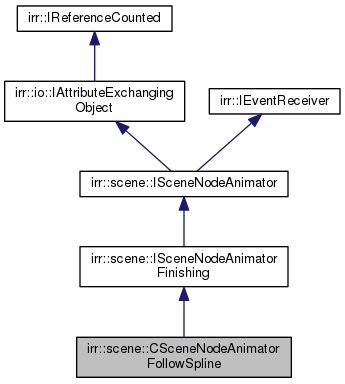 irr::IReferenceCounted
irr::io::IAttributeExchanging
Object
irr::IEventReceiver
irr::scene::ISceneNodeAnimator
irr::scene::ISceneNodeAnimator
Finishing
irr::scene::CSceneNodeAnimator
FollowSpline